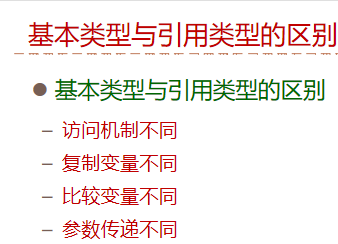 基本类型与引用类型的区别
● 基本类型与引用类型的区别
– 访问机制不同
– 复制变量不同
– 比较变量不同
– 参数传递不同